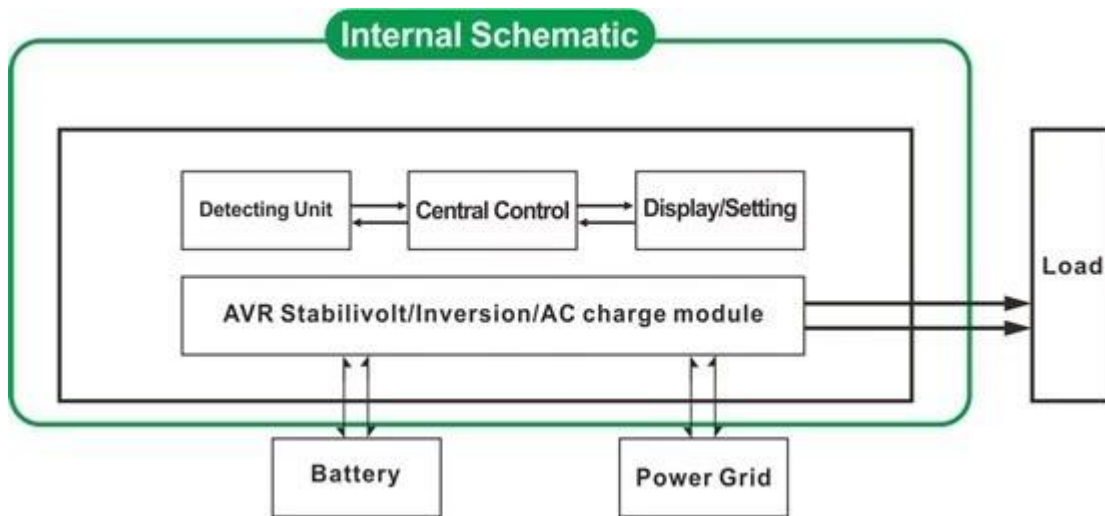 Internal Schematic
Detecting Unit
Central Control
Display/Setting
AVR Stabilivolt/Inversion/AC charge module
Load
Battery
Power Grid